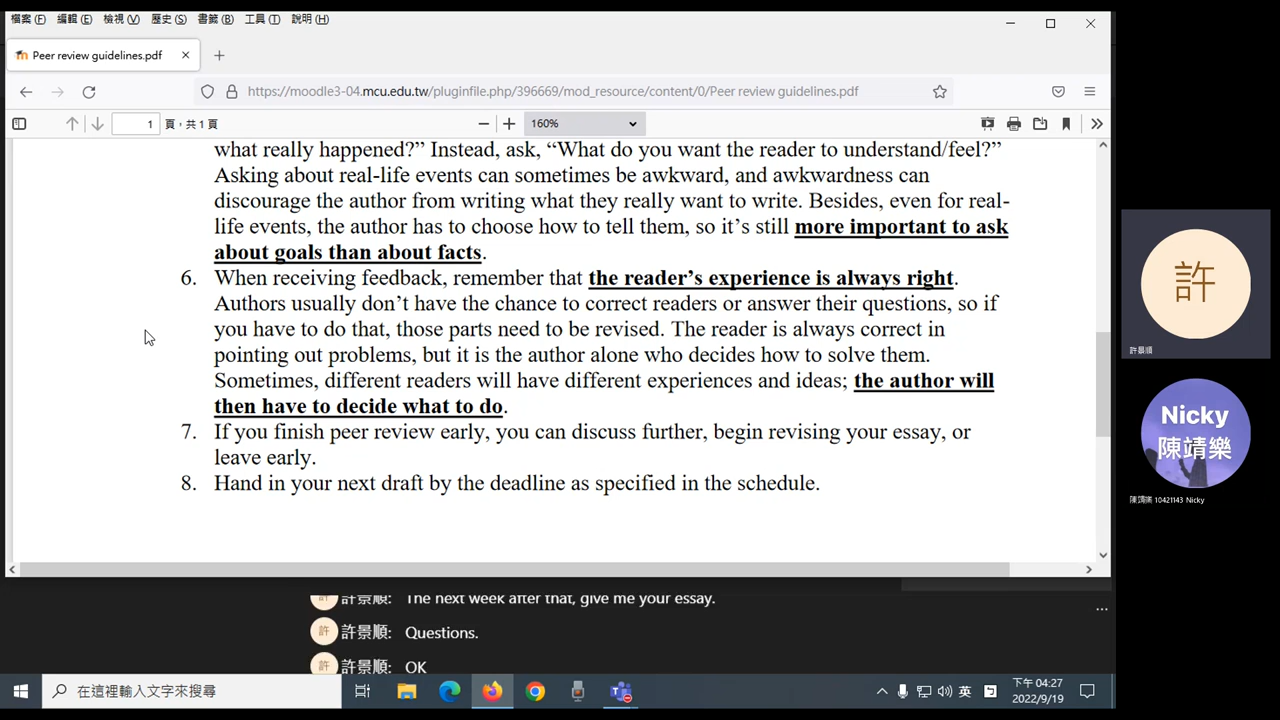 檔案(F) 編輯(E) 檢視(V) 歷史(S) 書籤(B) 工具(T) 說明(H)
Peer review guidelines.pdf
https://moodle3-04.mcu.edu.tw/pluginfile.php/396669/mod_resource/content/0/Peer review guidelines.pdf
1 頁，共 1 頁 160%
what really happened?” Instead, ask, “What do you want the reader to understand/feel?”
Asking about real-life events can sometimes be awkward, and awkwardness can
discourage the author from writing what they really want to write. Besides, even for real-
life events, the author has to choose how to tell them, so it’s still more important to ask
about goals than about facts.
6. When receiving feedback, remember that the reader’s experience is always right.
Authors usually don’t have the chance to correct readers or answer their questions, so if
you have to do that, those parts need to be revised. The reader is always correct in
pointing out problems, but it is the author alone who decides how to solve them.
Sometimes, different readers will have different experiences and ideas; the author will
then have to decide what to do.
7. If you finish peer review early, you can discuss further, begin revising your essay, or
leave early.
8. Hand in your next draft by the deadline as specified in the schedule.
許
許景順
Nicky
陳靖樂
陳靖樂 10421143 Nicky
許 許景順: The next week after that, give me your essay.
許 許景順: Questions.
許 許景順: OK
在這裡輸入文字來搜尋
英
下午 04:27
2022/9/19